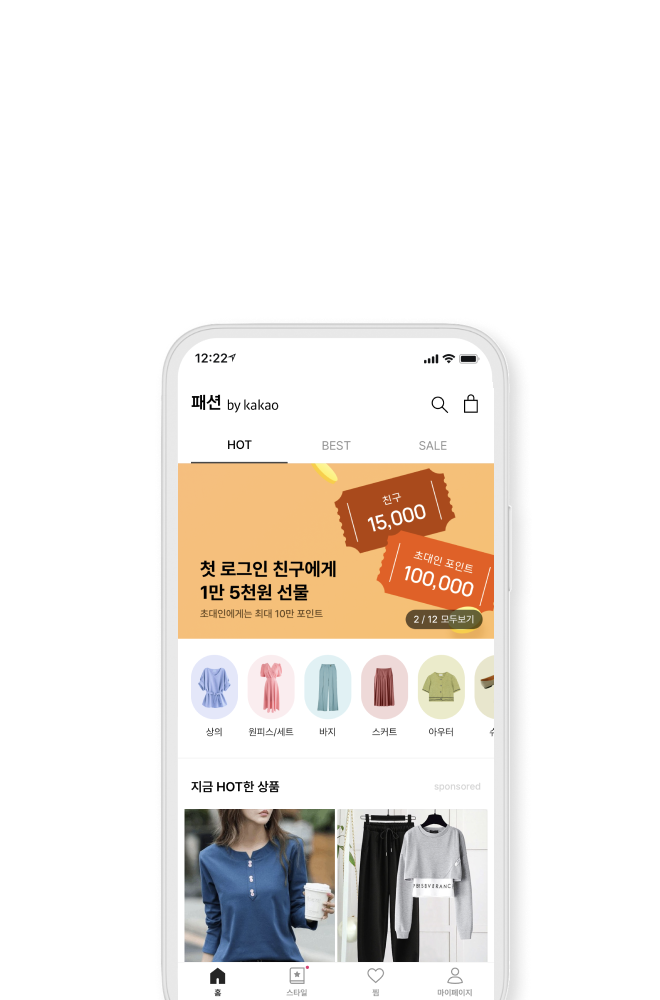 12:22
패션 by kakao
HOT BEST SALE
친구
15,000
초대인 포인트
100,000
첫 로그인 친구에게
1만 5천원 선물
초대인에게는 최대 10만 포인트
2 / 12 모두보기
상의 원피스/세트 바지 스커트 아우터
지금 HOT한 상품 sponsored
홈 스타일 찜 마이페이지